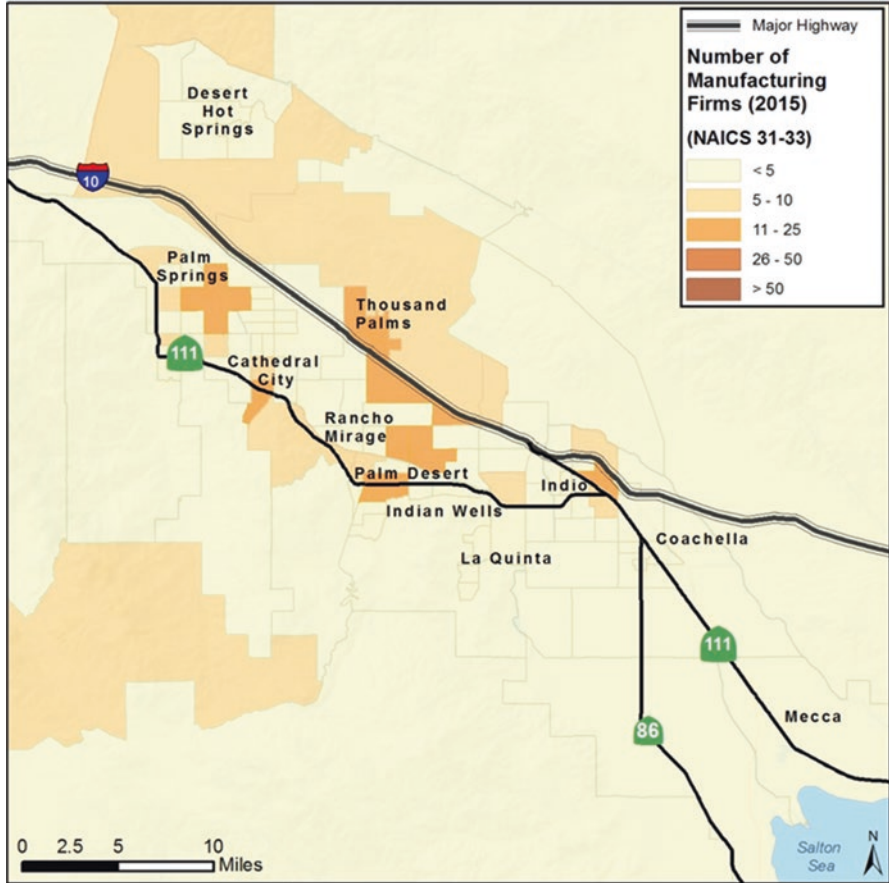 Major Highway
Number of
Manufacturing
Firms (2015)
(NAICS 31-33)
< 5
5 - 10
11 - 25
26 - 50
> 50
Desert
Hot
Springs
10
Palm
Springs
Thousand
Palms
111
Cathedral
City
Rancho
Mirage
Palm Desert
Indio
Indian Wells
Coachella
La Quinta
111
Mecca
86
0 2.5 5 10
Miles
Salton
Sea
N